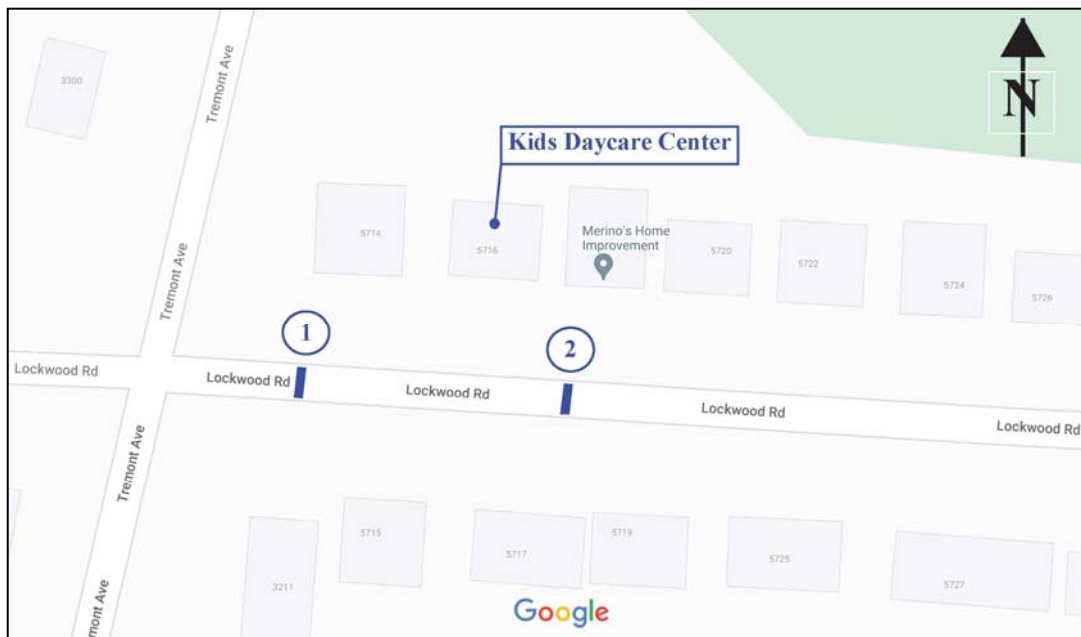 Tremont Ave
3300
N
Kids Daycare Center
5714
5716
Merino's Home
Improvement
5720
5722
5724
5726
Tremont Ave
1
2
Lockwood Rd
Lockwood Rd
Lockwood Rd
Lockwood Rd
Lockwood Rd
Tremont Ave
5715
5717
5719
5725
5727
3211
Google
mont Ave